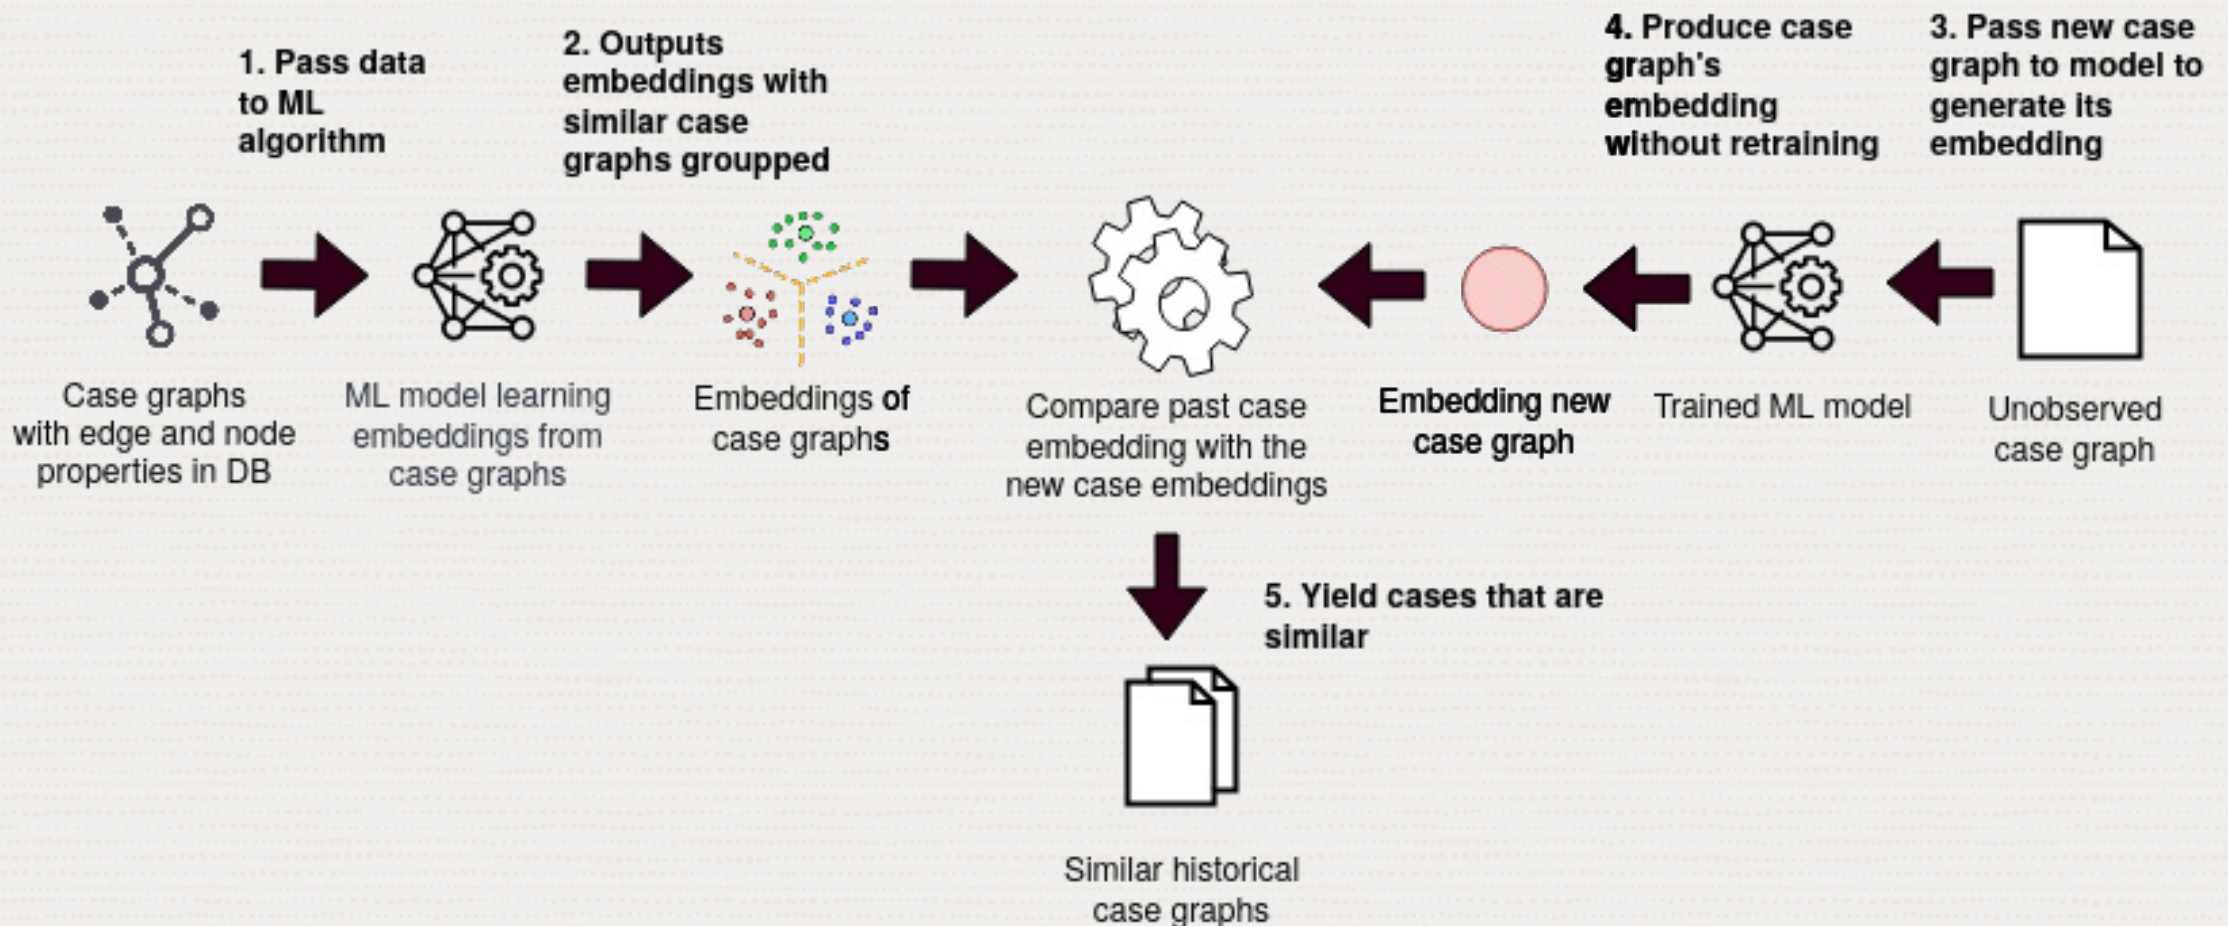 1. Pass data
to ML
algorithm
2. Outputs
embeddings with
similar case
graphs groupped
4. Produce case
graph's
embedding
without retraining
3. Pass new case
graph to model to
generate its
embedding
Case graphs
with edge and node
properties in DB
ML model learning
embeddings from
case graphs
Embeddings of
case graphs
Compare past case
embedding with the
new case embeddings
Embedding new
case graph
Trained ML model
Unobserved
case graph
5. Yield cases that are
similar
Similar historical
case graphs